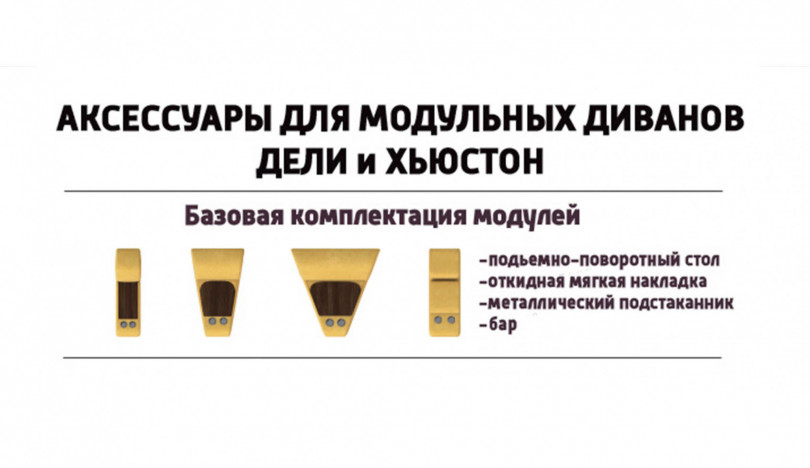 АКСЕССУАРЫ ДЛЯ МОДУЛЬНЫХ ДИВАНОВ
ДЕЛИ и ХЬЮСТОН
Базовая комплектация модулей
-подьемно-поворотный стол
-откидная мягкая накладка
-металлический подстаканник
-бар